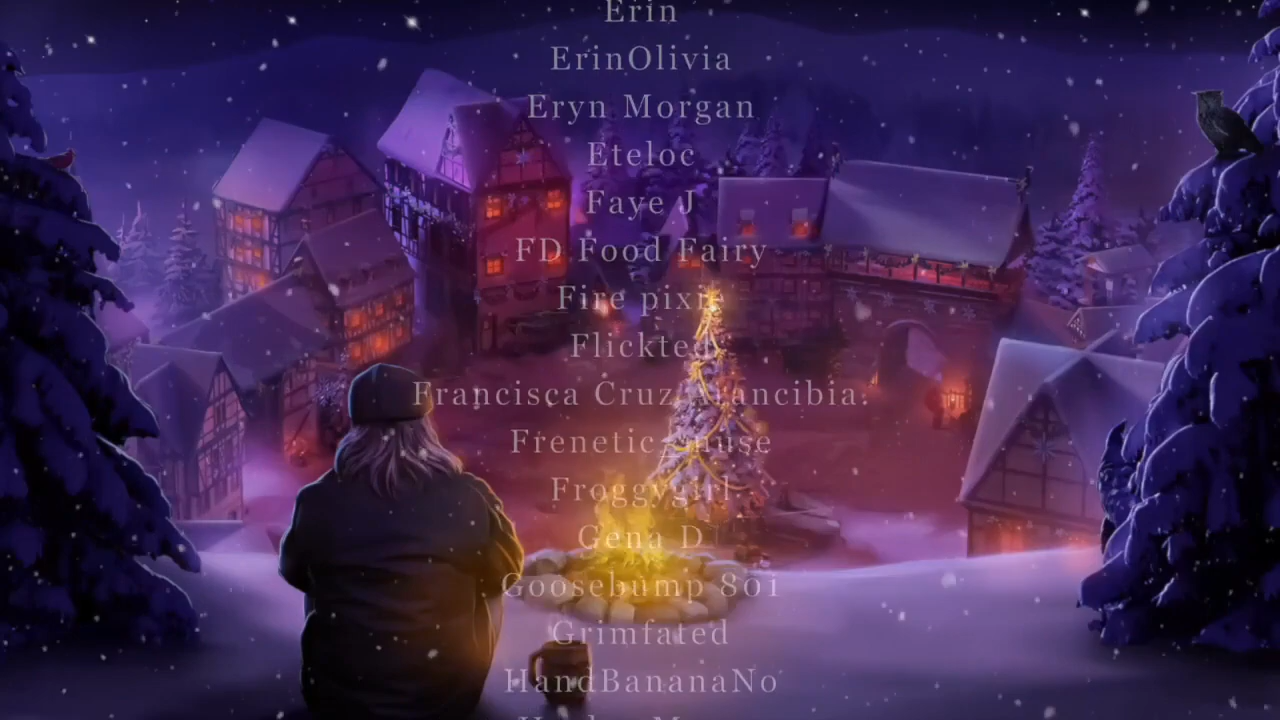 Erin
ErinOlivia
Eryn Morgan
Eteloc
Faye J
FD Food Fairy
Fire pixie
Flickted
Francisca Cruz Arancibia
Frenetic_muse
Froggygirl
Gena D
Goosebump 801
Grimfated
HandBananaNo